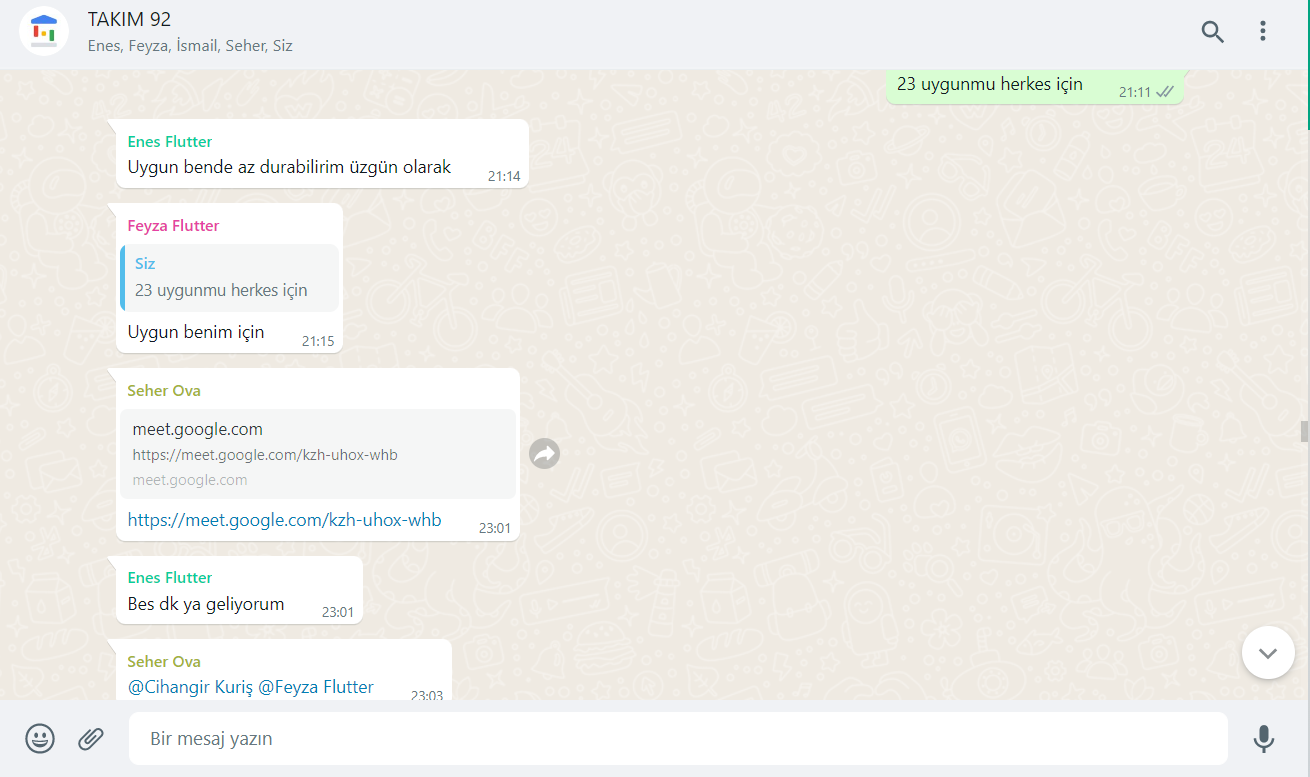 TAKIM 92
Enes, Feyza, İsmail, Seher, Siz
23 uygunmu herkes için
21:11
Enes Flutter
Uygun bende az durabilirim üzgün olarak
21:14
Feyza Flutter
Siz
23 uygunmu herkes için
Uygun benim için
21:15
Seher Ova
meet.google.com
https://meet.google.com/kzh-uhox-whb
meet.google.com
https://meet.google.com/kzh-uhox-whb
23:01
Enes Flutter
Bes dk ya geliyorum
23:01
Seher Ova
@Cihangir Kuriş @Feyza Flutter
23:03
Bir mesaj yazın